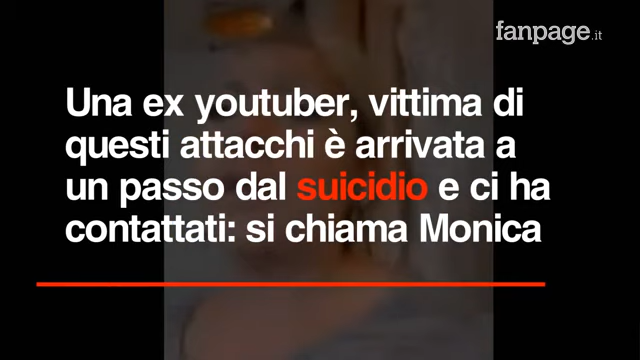 fanpage.it
Una ex youtuber, vittima di
questi attacchi è arrivata a
un passo dal suicidio e ci ha
contattati: si chiama Monica